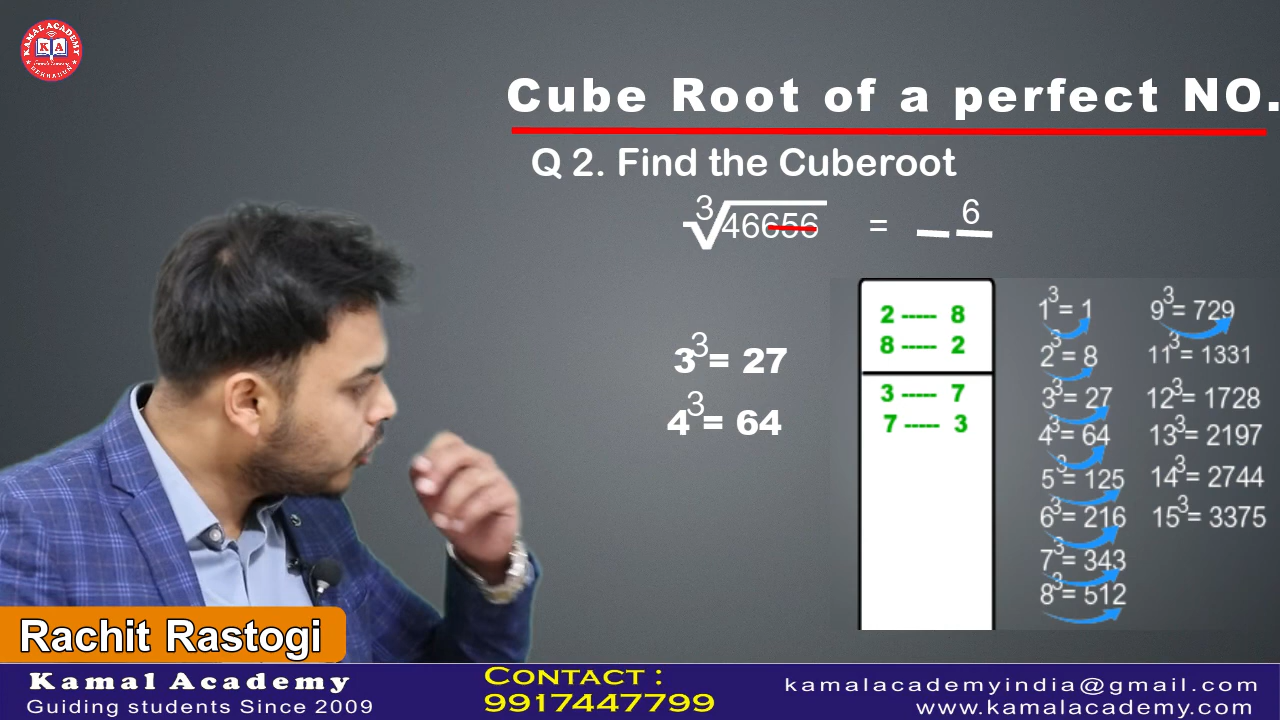 KAMAL ACADEMY
K A
DEHRADUN
Cube Root of a perfect NO.
Q 2. Find the Cuberoot
∛46656 = _ 6
3³= 27
4³= 64
2 ----- 8
8 ----- 2
3 ----- 7
7 ----- 3
1³= 1
2³= 8
3³= 27
4³= 64
5³= 125
6³= 216
7³= 343
8³= 512
9³= 729
11³= 1331
12³= 1728
13³= 2197
14³= 2744
15³= 3375
Rachit Rastogi
Kamal Academy
Guiding students Since 2009
CONTACT :
9917447799
kamalacademyindia@gmail.com
www.kamalacademy.com